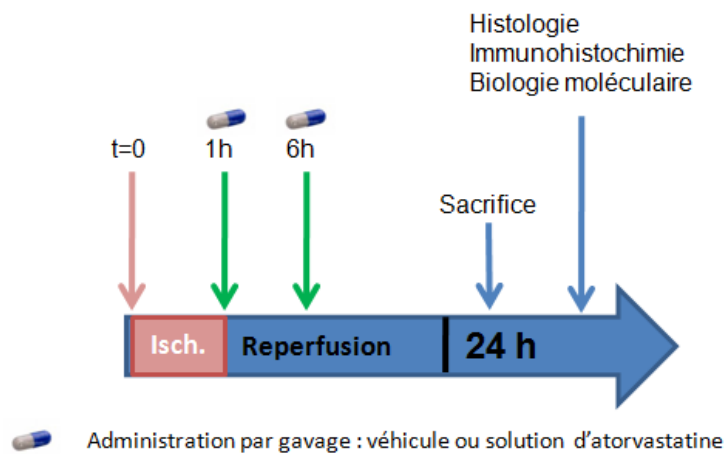 Histologie
Immunohistochimie
Biologie moléculaire
t=0
1h
6h
Sacrifice
Isch.
Reperfusion
24 h
Administration par gavage : véhicule ou solution d'atorvastatine